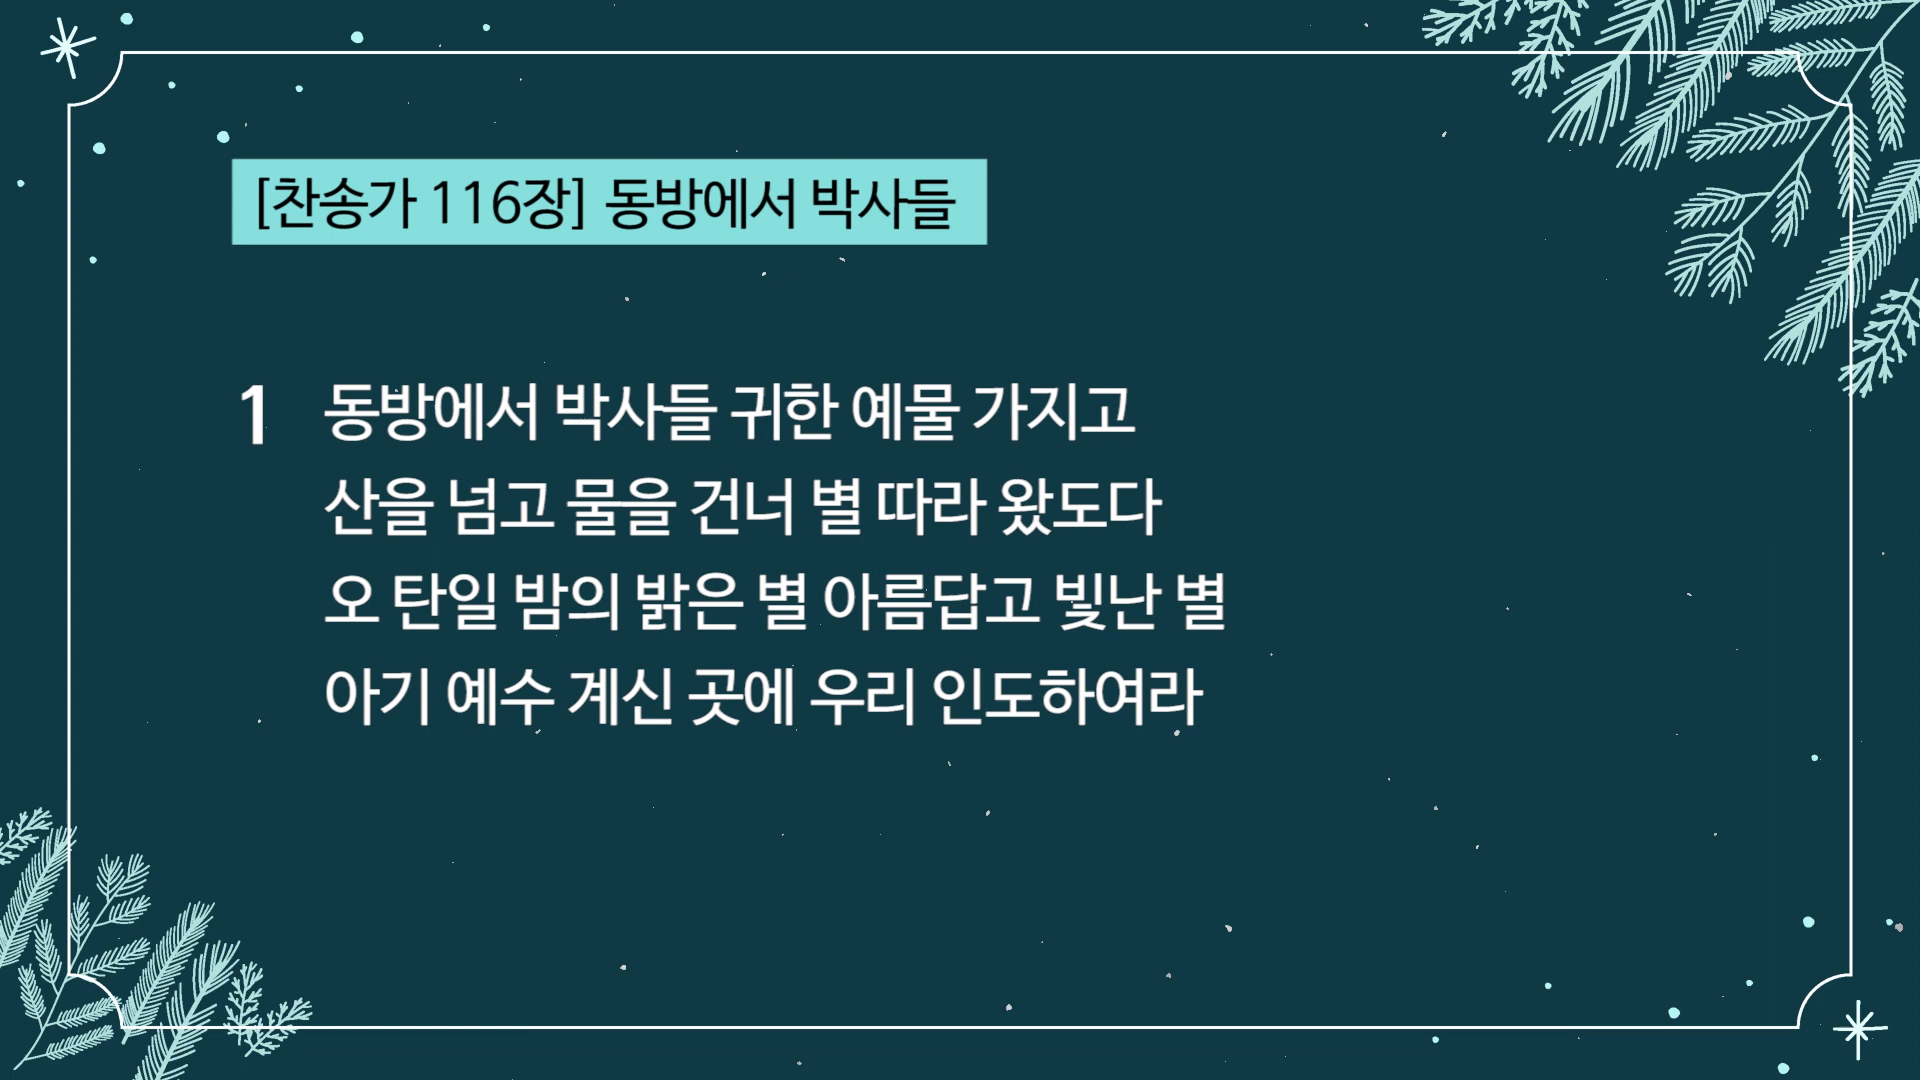 [찬송가 116장] 동방에서 박사들
1 동방에서 박사들 귀한 예물 가지고
산을 넘고 물을 건너 별 따라 왔도다
오 탄일 밤의 밝은 별 아름답고 빛난 별
아기 예수 계신 곳에 우리 인도하여라